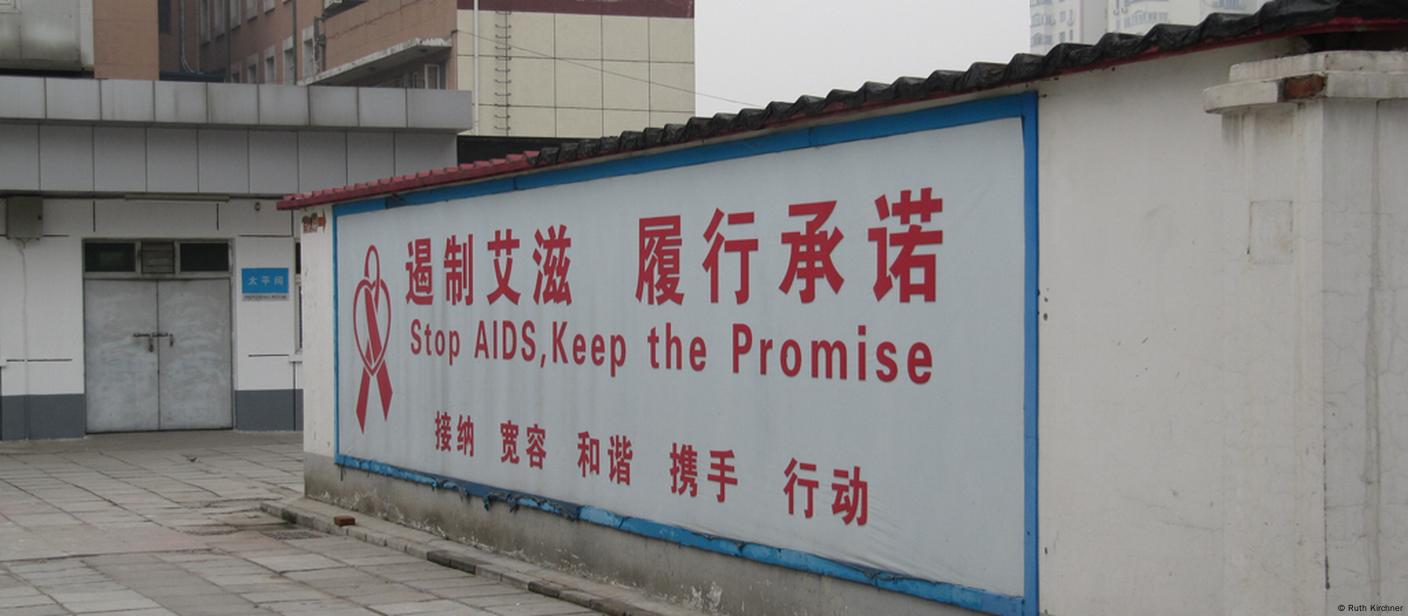 遏制艾滋 履行承诺
Stop AIDS,Keep the Promise
接纳 宽容 和谐 携手 行动
太平间
© Ruth Kirchner